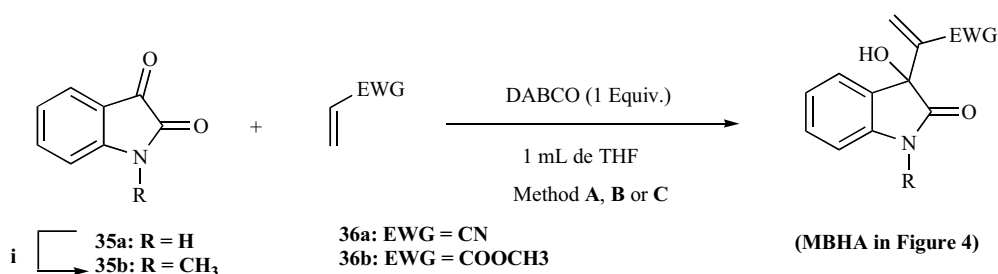 O
O
N
R
+
EWG
DABCO (1 Equiv.)
1 mL de THF
Method A, B or C
HO
EWG
O
N
R
i
35a: R = H
35b: R = CH3
36a: EWG = CN
36b: EWG = COOCH3
(MBHA in Figure 4)